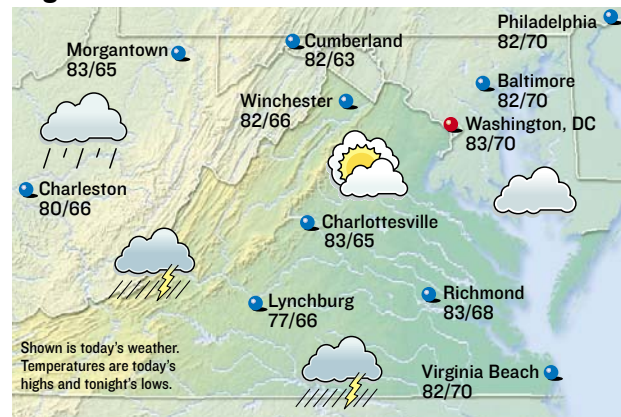 Philadelphia
82/70
Morgantown
83/65
Cumberland
82/63
Baltimore
82/70
Winchester
82/66
Washington, DC
83/70
Charleston
80/66
Charlottesville
83/65
Lynchburg
77/66
Richmond
83/68
Shown is today's weather.
Temperatures are today's
highs and tonight's lows.
Virginia Beach
82/70